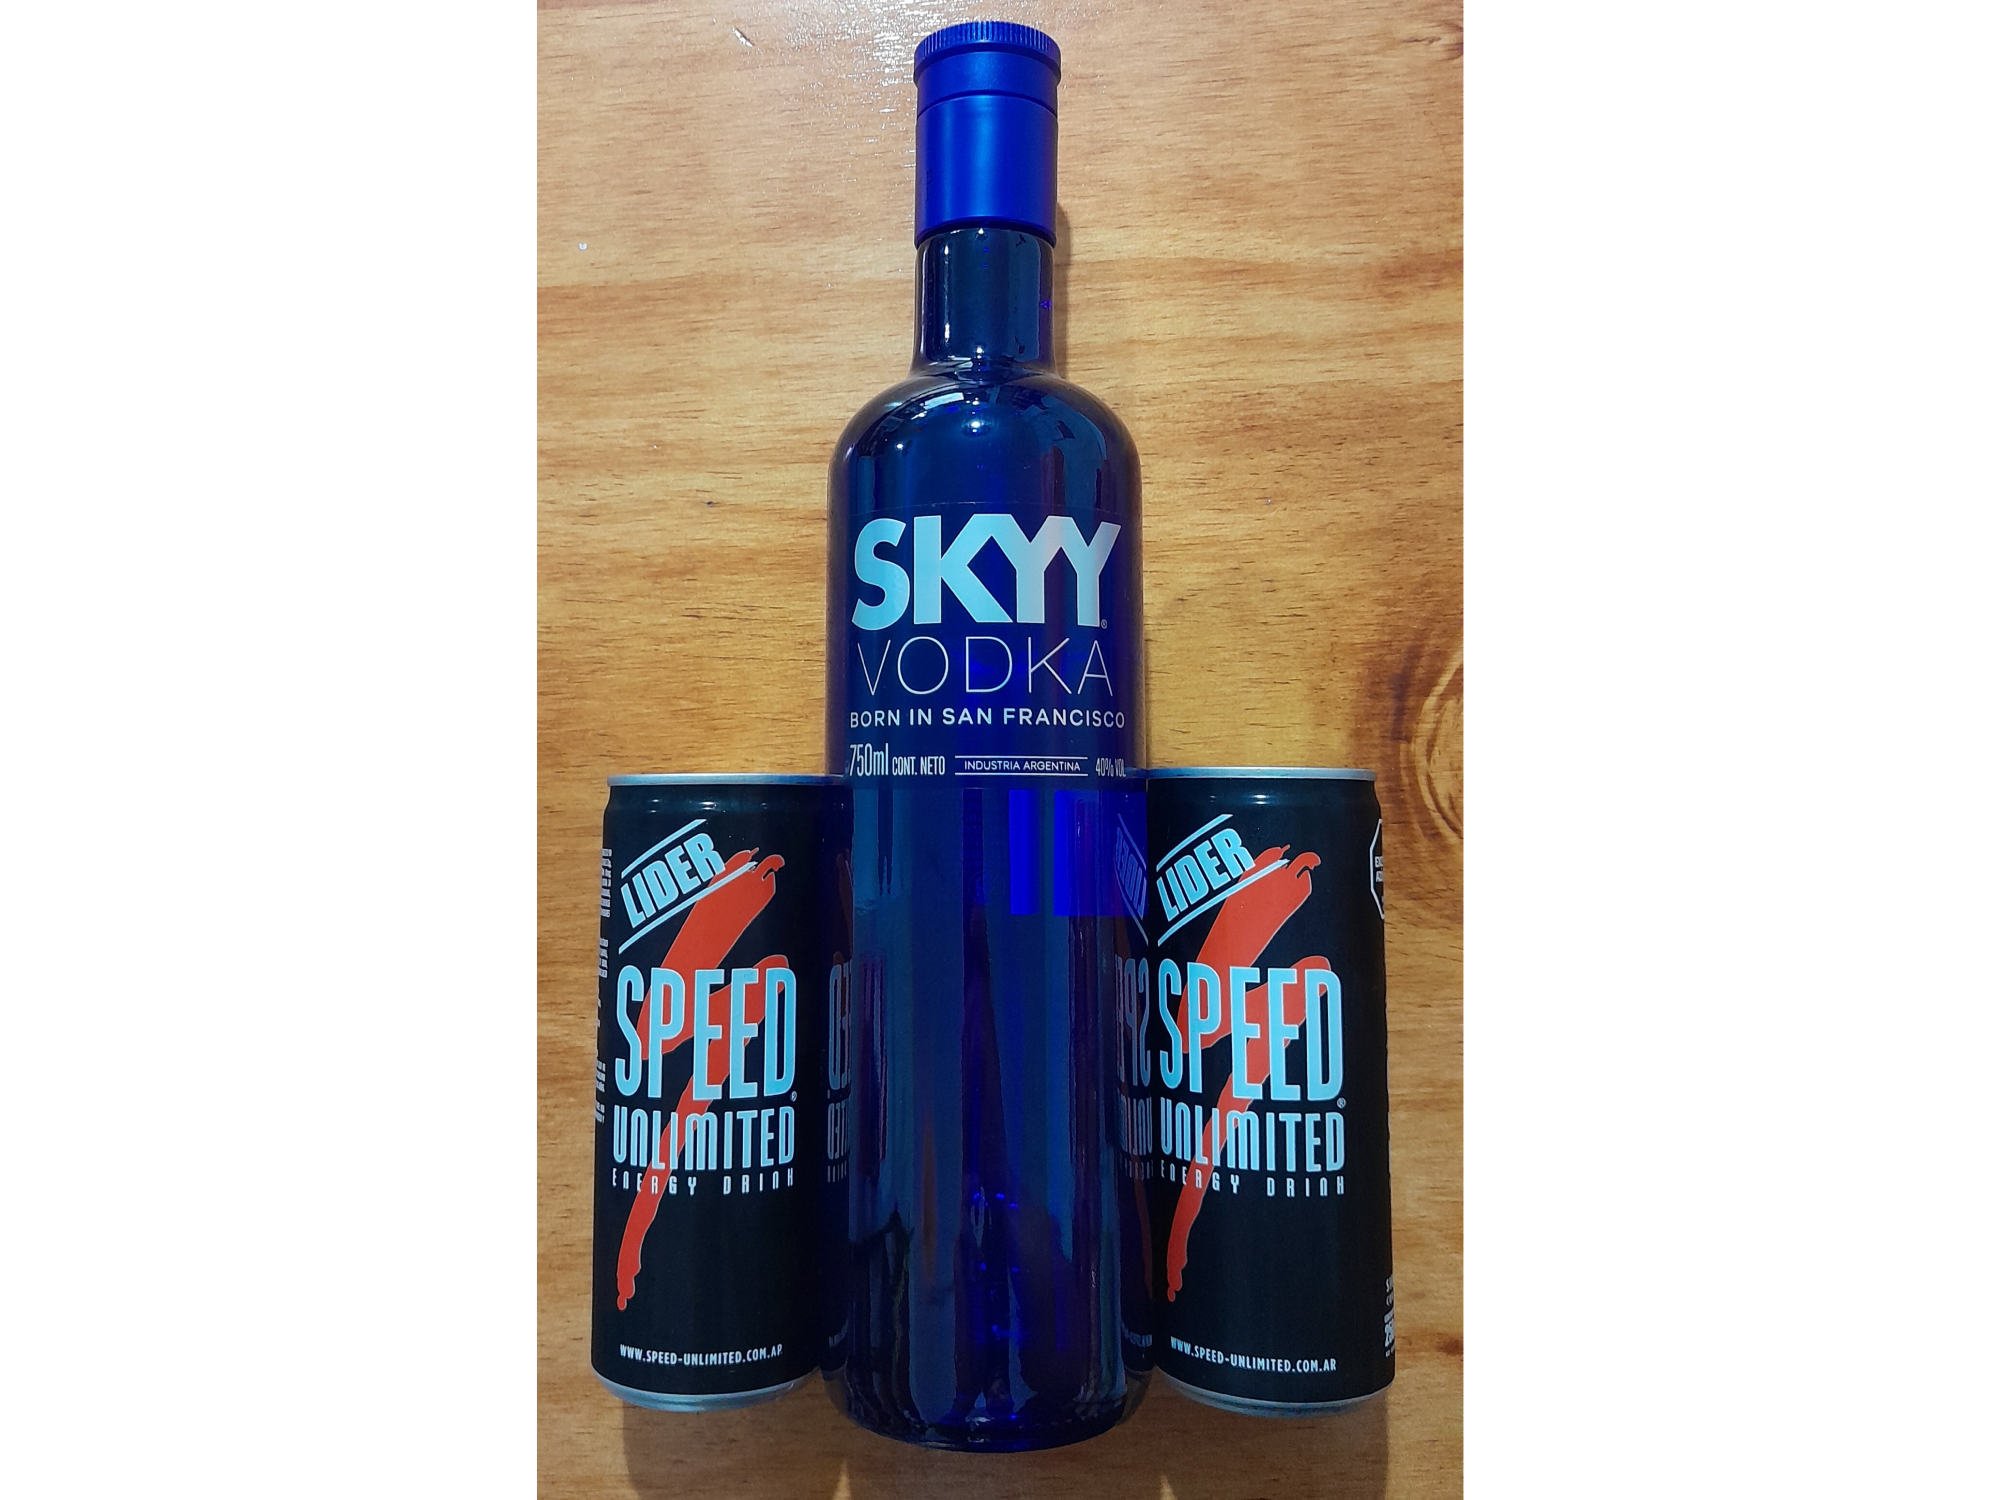 SKYY
VODKA
BORN IN SAN FRANCISCO
750ml CONT. NETO
INDUSTRIA ARGENTINA
40% VOL
LIDER
SPEED
UNLIMITED
ENERGY DRINK
WWW.SPEED-UNLIMITED.COM.AR
LIDER
SPEED
UNLIMITED
ENERGY DRINK
WWW.SPEED-UNLIMITED.COM.AR